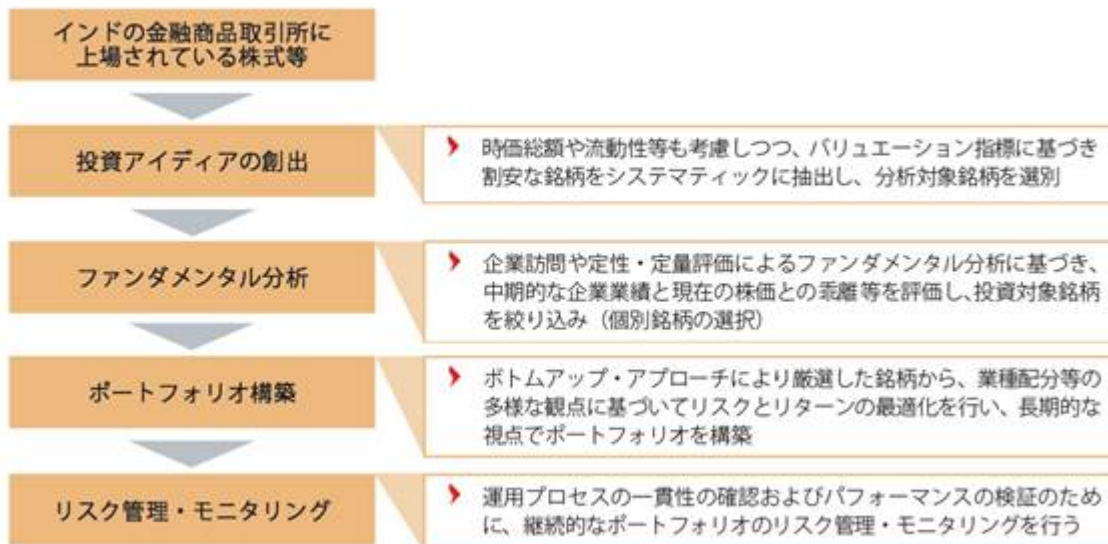 インドの金融商品取引所に
上場されている株式等
投資アイディアの創出
時価総額や流動性等も考慮しつつ、バリュエーション指標に基づき
割安な銘柄をシステマティックに抽出し、分析対象銘柄を選別
ファンダメンタル分析
企業訪問や定性・定量評価によるファンダメンタル分析に基づき、
中期的な企業業績と現在の株価との乖離等を評価し、投資対象銘柄
を絞り込み（個別銘柄の選択）
ポートフォリオ構築
ボトムアップ・アプローチにより厳選した銘柄から、業種配分等の
多様な観点に基づいてリスクとリターンの最適化を行い、長期的な
視点でポートフォリオを構築
リスク管理・モニタリング
運用プロセスの一貫性の確認およびパフォーマンスの検証のため
に、継続的なポートフォリオのリスク管理・モニタリングを行う